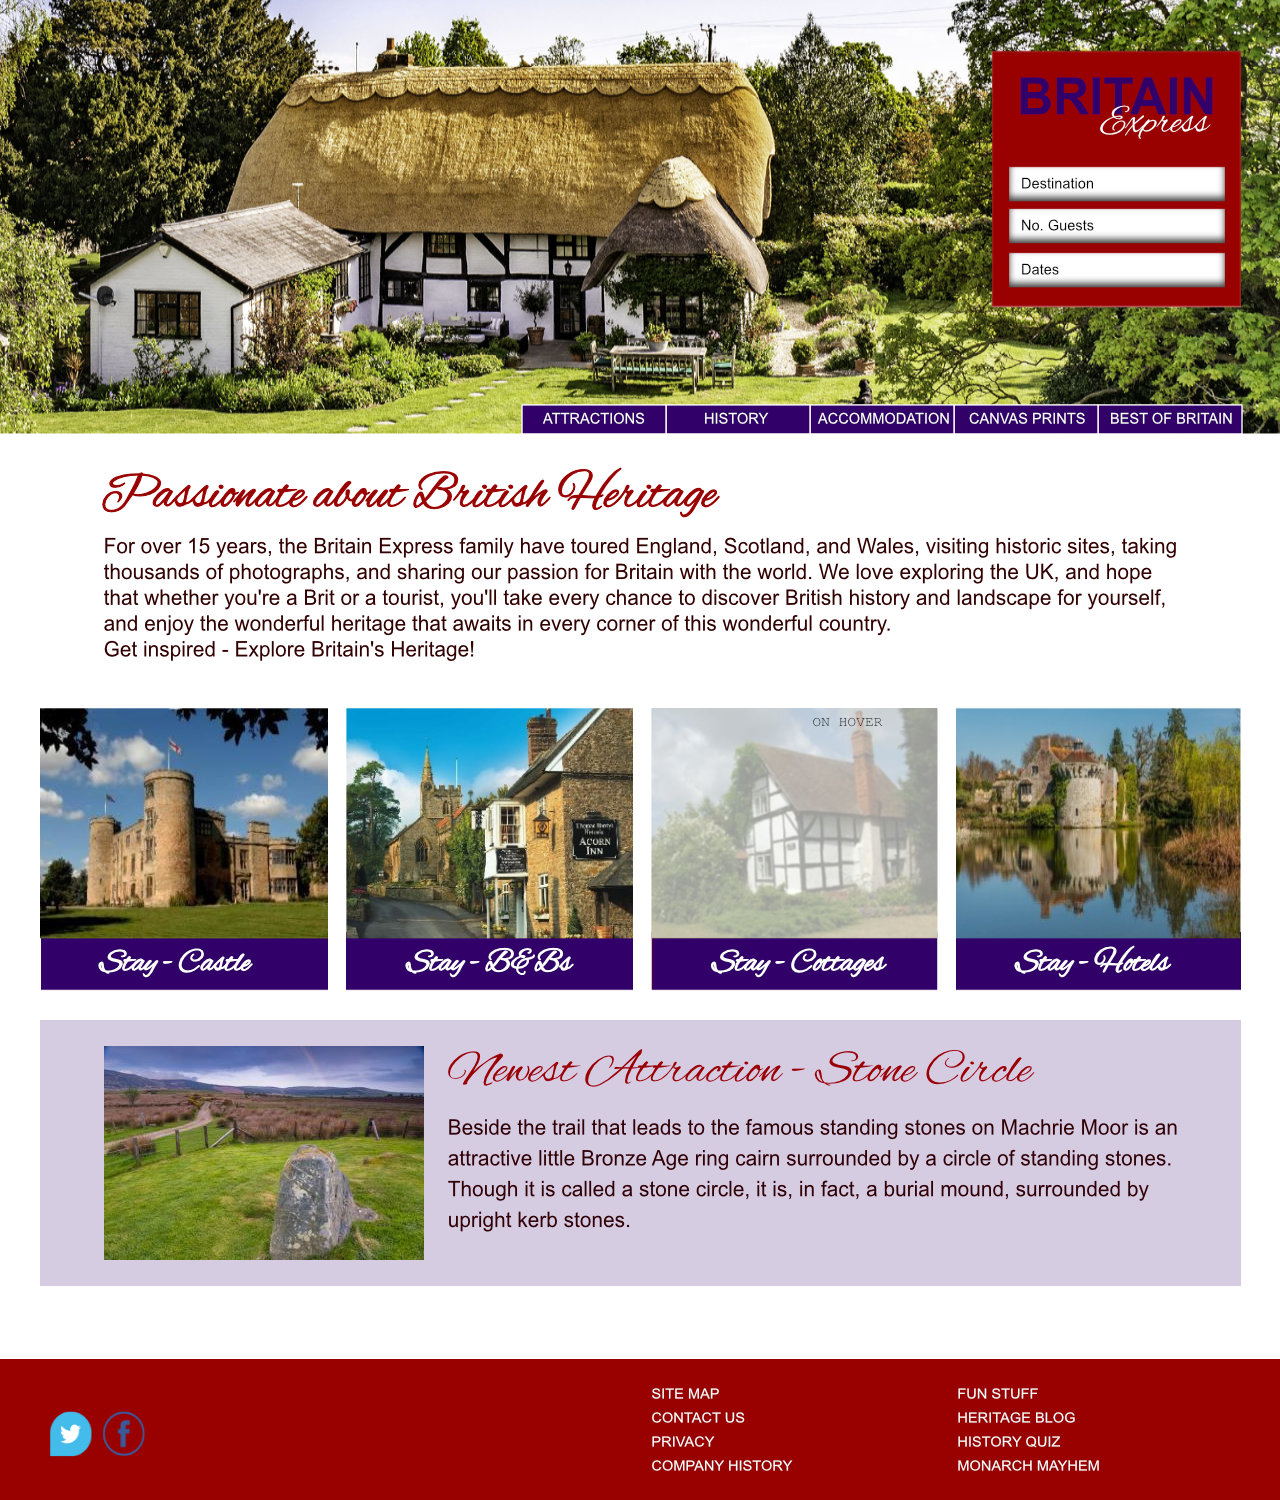 BRITAIN
Express
Destination
No. Guests
Dates
ATTRACTIONS
HISTORY
ACCOMMODATION
CANVAS PRINTS
BEST OF BRITAIN
Passionate about British Heritage
For over 15 years, the Britain Express family have toured England, Scotland, and Wales, visiting historic sites, taking
thousands of photographs, and sharing our passion for Britain with the world. We love exploring the UK, and hope
that whether you're a Brit or a tourist, you'll take every chance to discover British history and landscape for yourself,
and enjoy the wonderful heritage that awaits in every corner of this wonderful country.
Get inspired - Explore Britain's Heritage!
ON HOVER
ACORN
INN
Stay - Castle
Stay - B&Bs
Stay - Cottages
Stay - Hotels
Newest Attraction - Stone Circle
Beside the trail that leads to the famous standing stones on Machrie Moor is an
attractive little Bronze Age ring cairn surrounded by a circle of standing stones.
Though it is called a stone circle, it is, in fact, a burial mound, surrounded by
upright kerb stones.
SITE MAP
CONTACT US
PRIVACY
COMPANY HISTORY
FUN STUFF
HERITAGE BLOG
HISTORY QUIZ
MONARCH MAYHEM